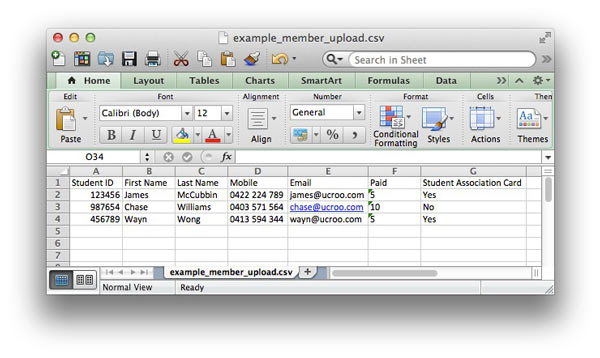 example_member_upload.csv
Search in Sheet
Home Layout Tables Charts SmartArt Formulas Data
Edit Font Alignment Number Format Cells Then
Calibri (Body) 12 General
B I U A % ,
Paste Align Conditional Formatting Styles Actions Themes
Aa
O34 fx
A B C D E F G
1 Student ID First Name Last Name Mobile Email Paid Student Association Card
2 123456 James McCubbin 0422 224 789 james@ucroo.com 5 Yes
3 987654 Chase Williams 0403 571 564 chase@ucroo.com 10 No
4 456789 Wayn Wong 0413 594 344 wayn@ucroo.com 5 Yes
5
6
7
example_member_upload.csv
Normal View Ready